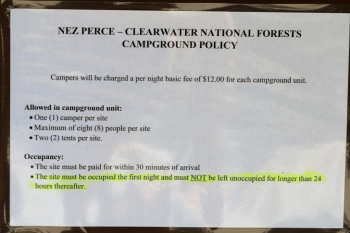 NEZ PERCE – CLEARWATER NATIONAL FORESTS
CAMPGROUND POLICY
Campers will be charged a per night basic fee of $12.00 for each campground unit.
Allowed in campground unit:
• One (1) camper per site
• Maximum of eight (8) people per site
• Two (2) tents per site.
Occupancy:
• The site must be paid for within 30 minutes of arrival
• The site must be occupied the first night and must NOT be left unoccupied for longer than 24
hours thereafter.